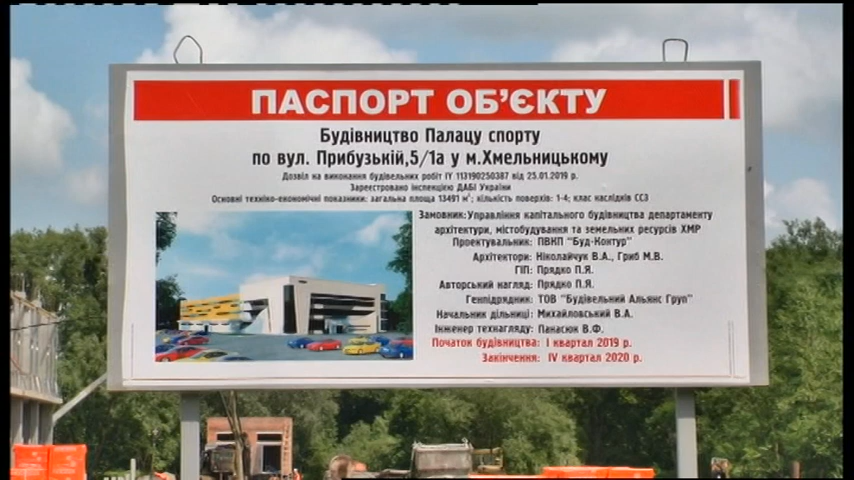 ПАСПОРТ ОБ'ЄКТУ
Будівництво Палацу спорту
по вул. Прибузькій,5/1а у м.Хмельницькому
Дозвіл на виконання будівельних робіт ІУ 113190250387 від 25.01.2019 р.
Зареєстровано інспекцією ДАБІ України
Основні техніко-економічні показники: загальна площа 13491 м²; кількість поверхів: 1-4; клас наслідків СС3
Замовник: Управління капітального будівництва департаменту
архітектури, містобудування та земельних ресурсів ХМР
Проектувальник: ПВКП "Буд-Контур"
Архітектори: Ніколайчук В.А., Гриб М.В.
ГІП: Прядко П.Я.
Авторський нагляд: Прядко П.Я.
Генпідрядник: ТОВ "Будівельний Альянс Груп"
Начальник дільниці: Михайловський В.А.
Інженер технагляду: Панасюк В.Ф.
Початок будівництва: І квартал 2019 р.
Закінчення: ІV квартал 2020 р.